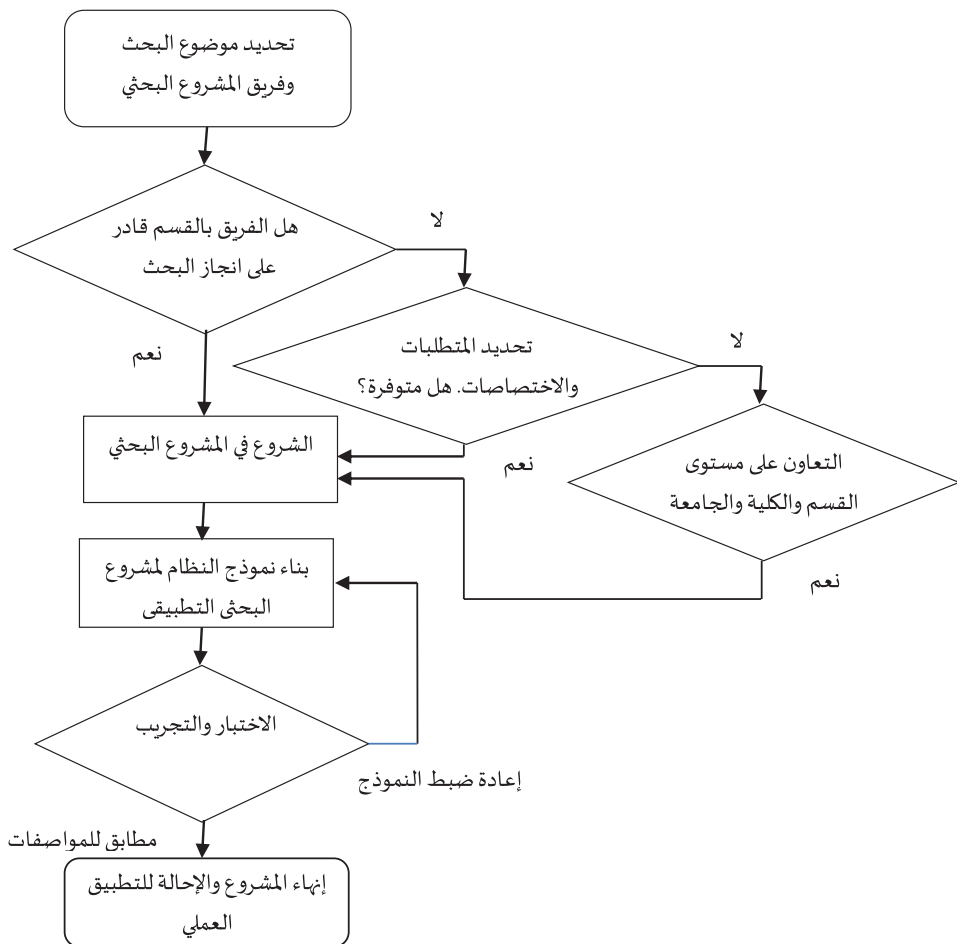 تحديد موضوع البحث
وفريق المشروع البحثي
هل الفريق بالقسم قادر
على انجاز البحث
لا
نعم
تحديد المتطلبات
والاختصاصات. هل متوفرة؟
لا
نعم
التعاون على مستوى
القسم والكلية والجامعة
نعم
الشروع في المشروع البحثي
بناء نموذج النظام لمشروع
البحثي التطبيقي
الاختبار والتجريب
إعادة ضبط النموذج
مطابق للمواصفات
إنهاء المشروع والإحالة للتطبيق
العملي